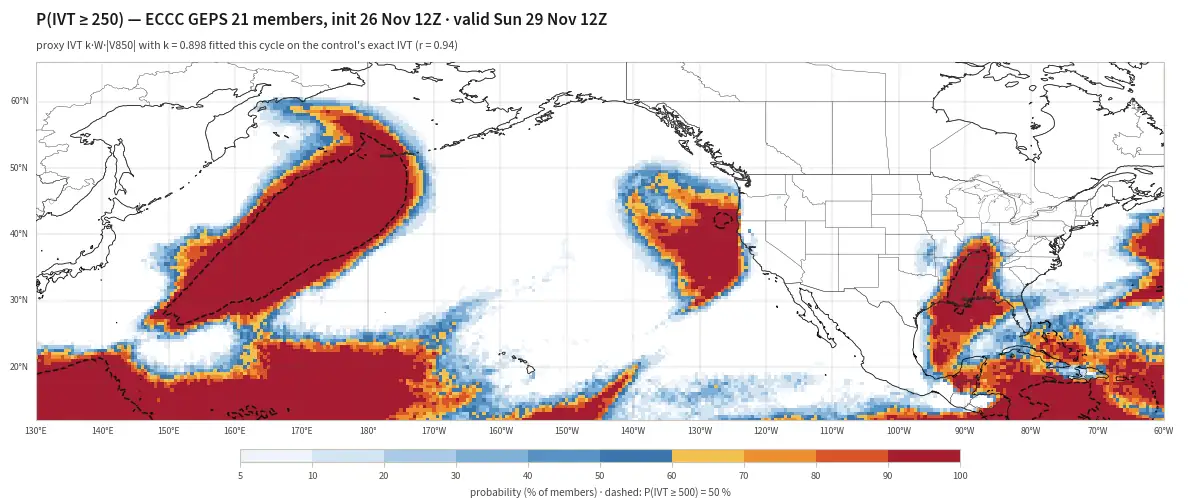 P(IVT ≥ 250) — ECCC GEPS 21 members, init 26 Nov 12Z · valid Sun 29 Nov 12Z
proxy IVT k·W·|V850| with k = 0.898 fitted this cycle on the control's exact IVT (r = 0.94)
60°N
50°N
40°N
30°N
20°N
130°E 140°E 150°E 160°E 170°E 180° 170°W 160°W 150°W 140°W 130°W 120°W 110°W 100°W 90°W 80°W 70°W 60°W
5 10 20 30 40 50 60 70 80 90 100
probability (% of members) · dashed: P(IVT ≥ 500) = 50 %